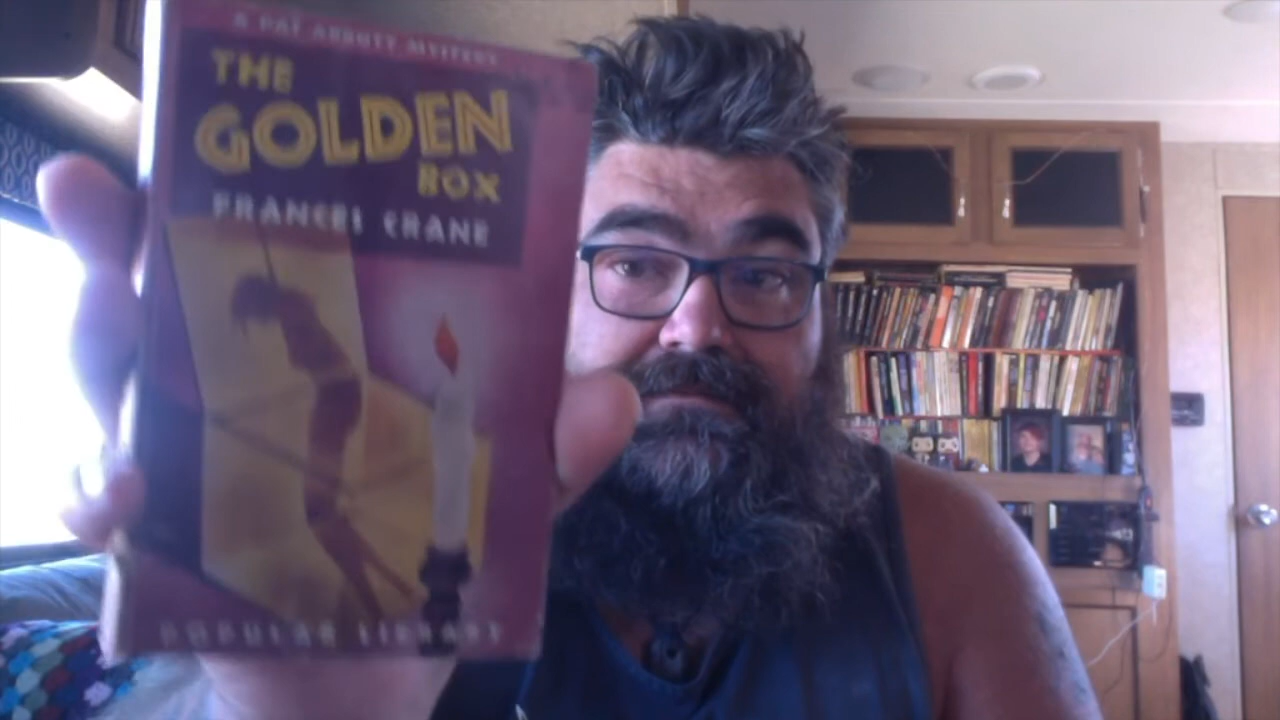 A PAT ABBOTT MYSTERY
THE
GOLDEN
BOX
FRANCES CRANE
POPULAR LIBRARY